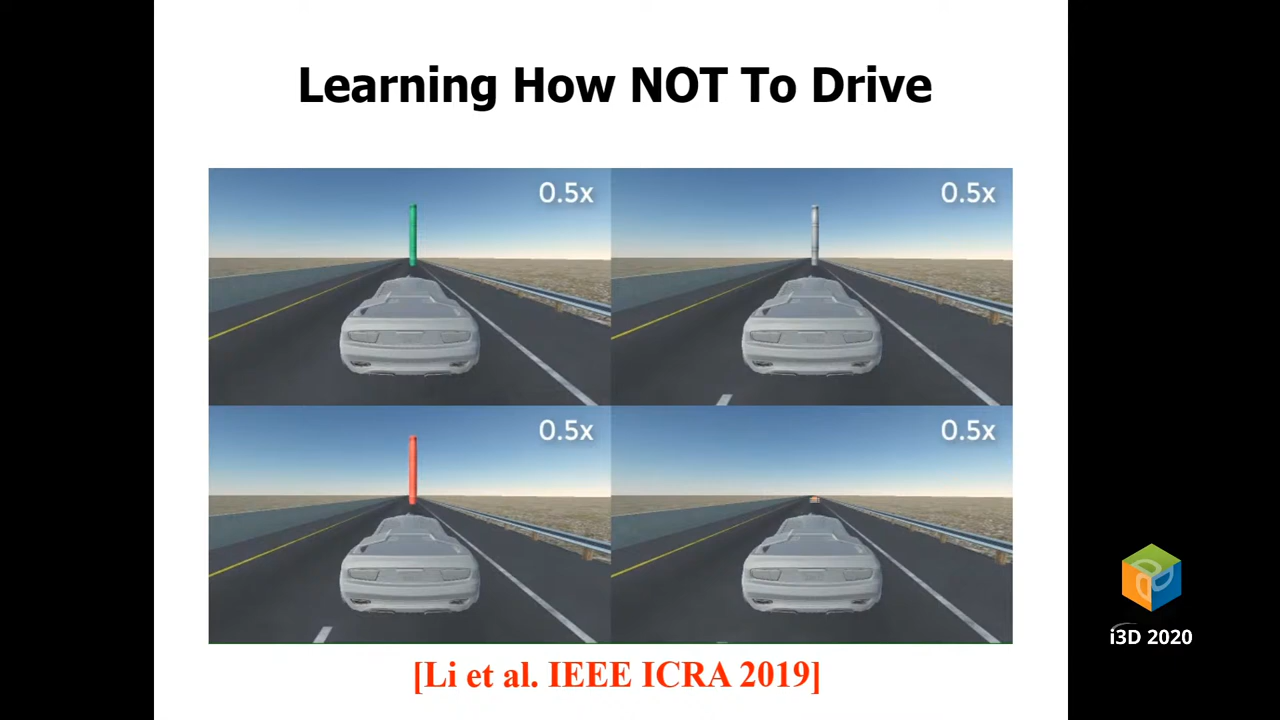 Learning How NOT To Drive
0.5x
0.5x
0.5x
0.5x
[Li et al. IEEE ICRA 2019]
i3D 2020